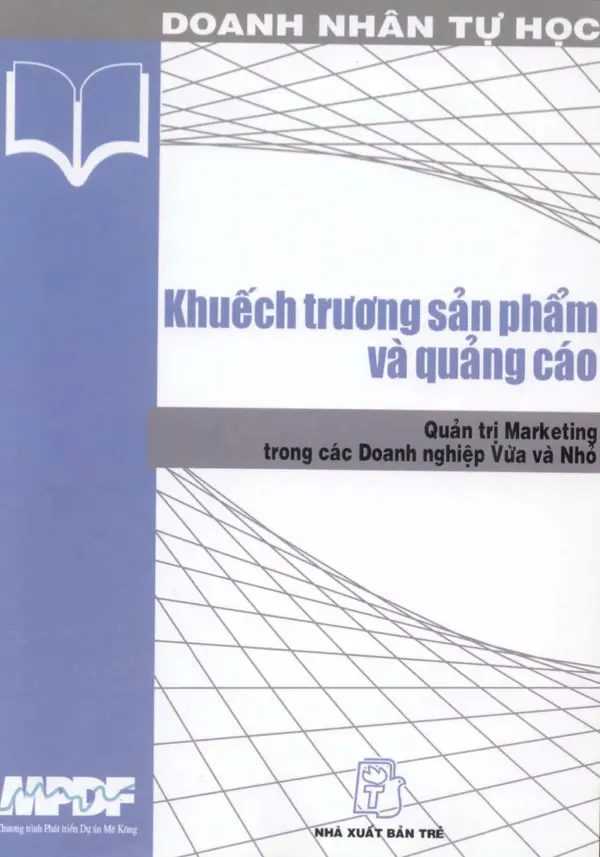 DOANH NHÂN TỰ HỌC
Khuếch trương sản phẩm
và quảng cáo
Quản trị Marketing
trong các Doanh nghiệp Vừa và Nhỏ
MPDF
Chương trình Phát triển Dự án Mê Kông
T
NHÀ XUẤT BẢN TRẺ